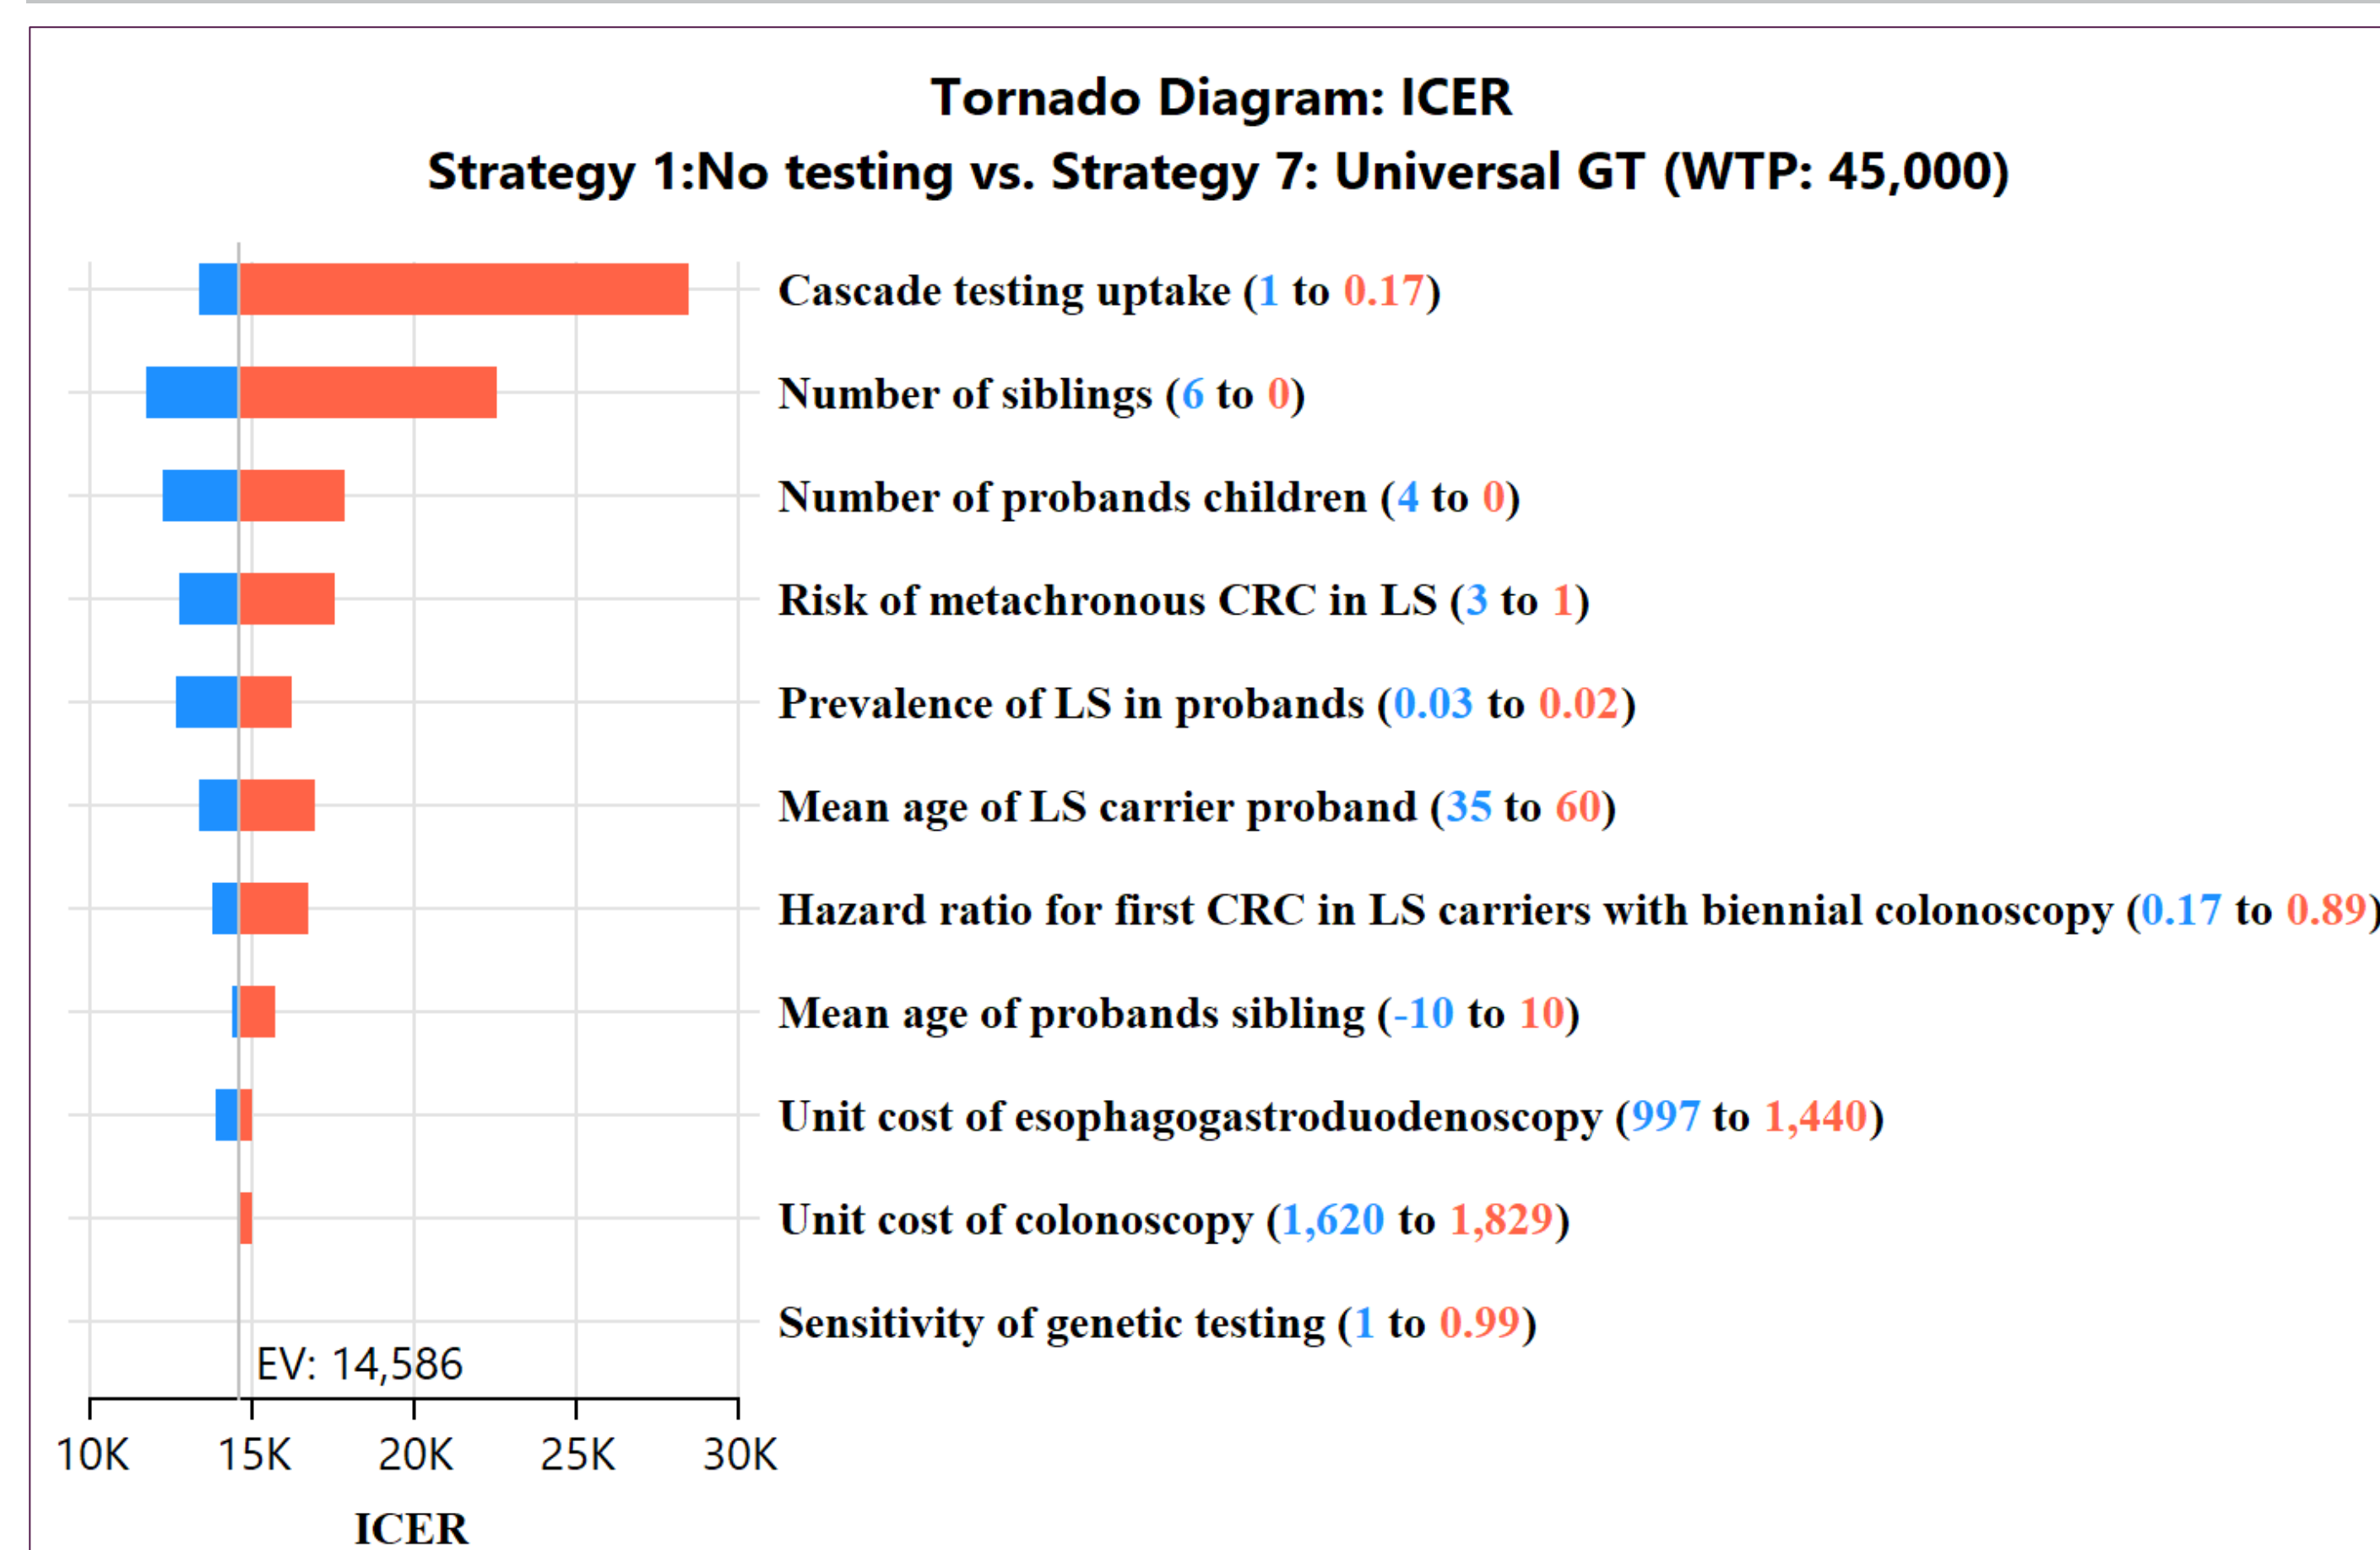 Tornado Diagram: ICER
Strategy 1:No testing vs. Strategy 7: Universal GT (WTP: 45,000)
Cascade testing uptake (1 to 0.17)
Number of siblings (6 to 0)
Number of probands children (4 to 0)
Risk of metachronous CRC in LS (3 to 1)
Prevalence of LS in probands (0.03 to 0.02)
Mean age of LS carrier proband (35 to 60)
Hazard ratio for first CRC in LS carriers with biennial colonoscopy (0.17 to 0.89)
Mean age of probands sibling (-10 to 10)
Unit cost of esophagogastroduodenoscopy (997 to 1,440)
Unit cost of colonoscopy (1,620 to 1,829)
Sensitivity of genetic testing (1 to 0.99)
EV: 14,586
10K 15K 20K 25K 30K
ICER